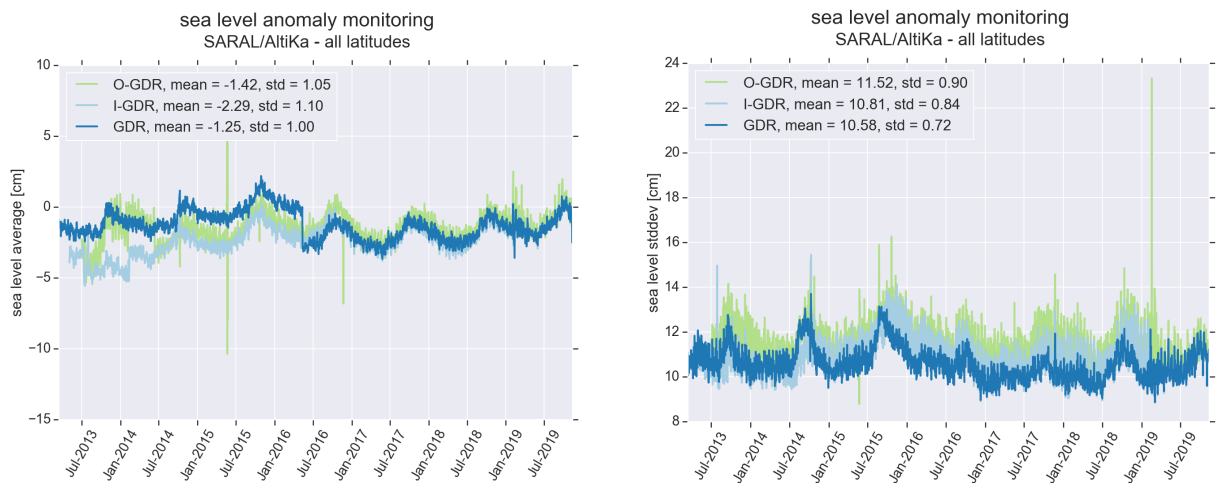 sea level anomaly monitoring
SARAL/AltiKa - all latitudes
sea level average [cm]
10
5
0
−5
−10
−15
O-GDR, mean = -1.42, std = 1.05
I-GDR, mean = -2.29, std = 1.10
GDR, mean = -1.25, std = 1.00
Jul-2013
Jan-2014
Jul-2014
Jan-2015
Jul-2015
Jan-2016
Jul-2016
Jan-2017
Jul-2017
Jan-2018
Jul-2018
Jan-2019
Jul-2019
sea level anomaly monitoring
SARAL/AltiKa - all latitudes
sea level stddev [cm]
24
22
20
18
16
14
12
10
8
O-GDR, mean = 11.52, std = 0.90
I-GDR, mean = 10.81, std = 0.84
GDR, mean = 10.58, std = 0.72
Jul-2013
Jan-2014
Jul-2014
Jan-2015
Jul-2015
Jan-2016
Jul-2016
Jan-2017
Jul-2017
Jan-2018
Jul-2018
Jan-2019
Jul-2019